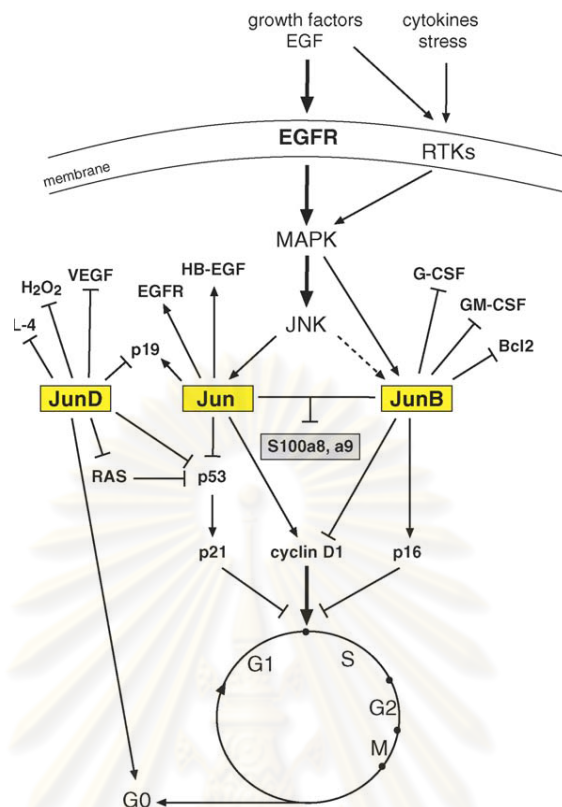 growth factors
EGF
cytokines
stress
EGFR
RTKs
membrane
MAPK
HB-EGF
VEGF
H₂O₂
EGFR
L-4
p19
JNK
G-CSF
GM-CSF
Bcl2
JunD
Jun
JunB
S100a8, a9
RAS
p53
p21
cyclin D1
p16
G1
S
G2
M
G0